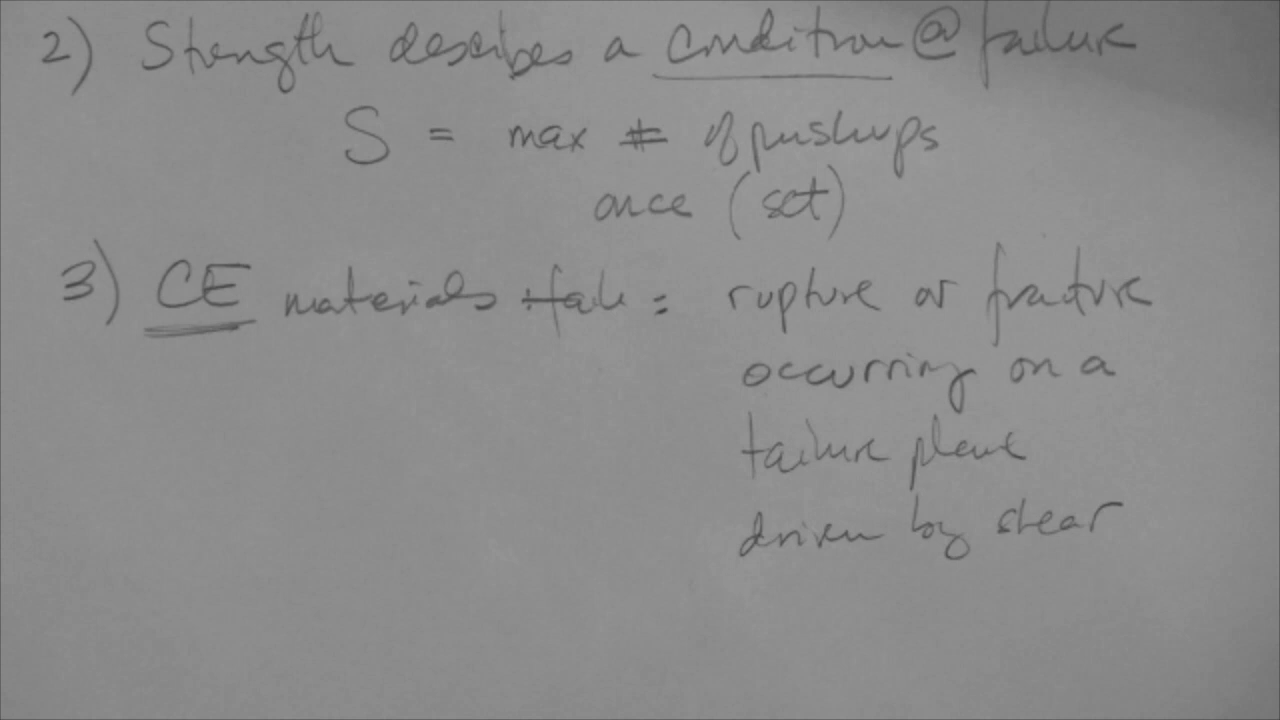 2) Strength describes a condition @ failure
S = max # of pushups
once (set)
3) CE materials fail : rupture or fracture
occurring on a
failure plane
driven by shear